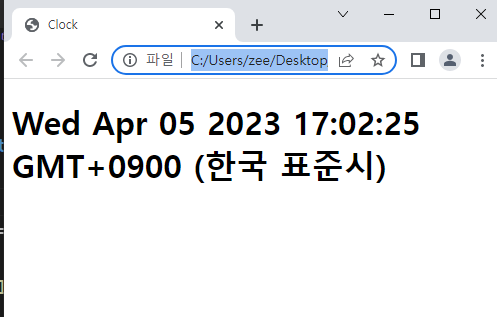 Clock
파일
C:/Users/zee/Desktop
Wed Apr 05 2023 17:02:25
GMT+0900 (한국 표준시)